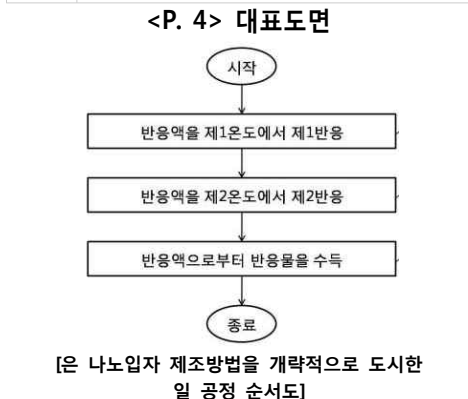 <P. 4> 대표도면
시작
반응액을 제1온도에서 제1반응
반응액을 제2온도에서 제2반응
반응액으로부터 반응물을 수득
종료
[은 나노입자 제조방법을 개략적으로 도시한
일 공정 순서도]